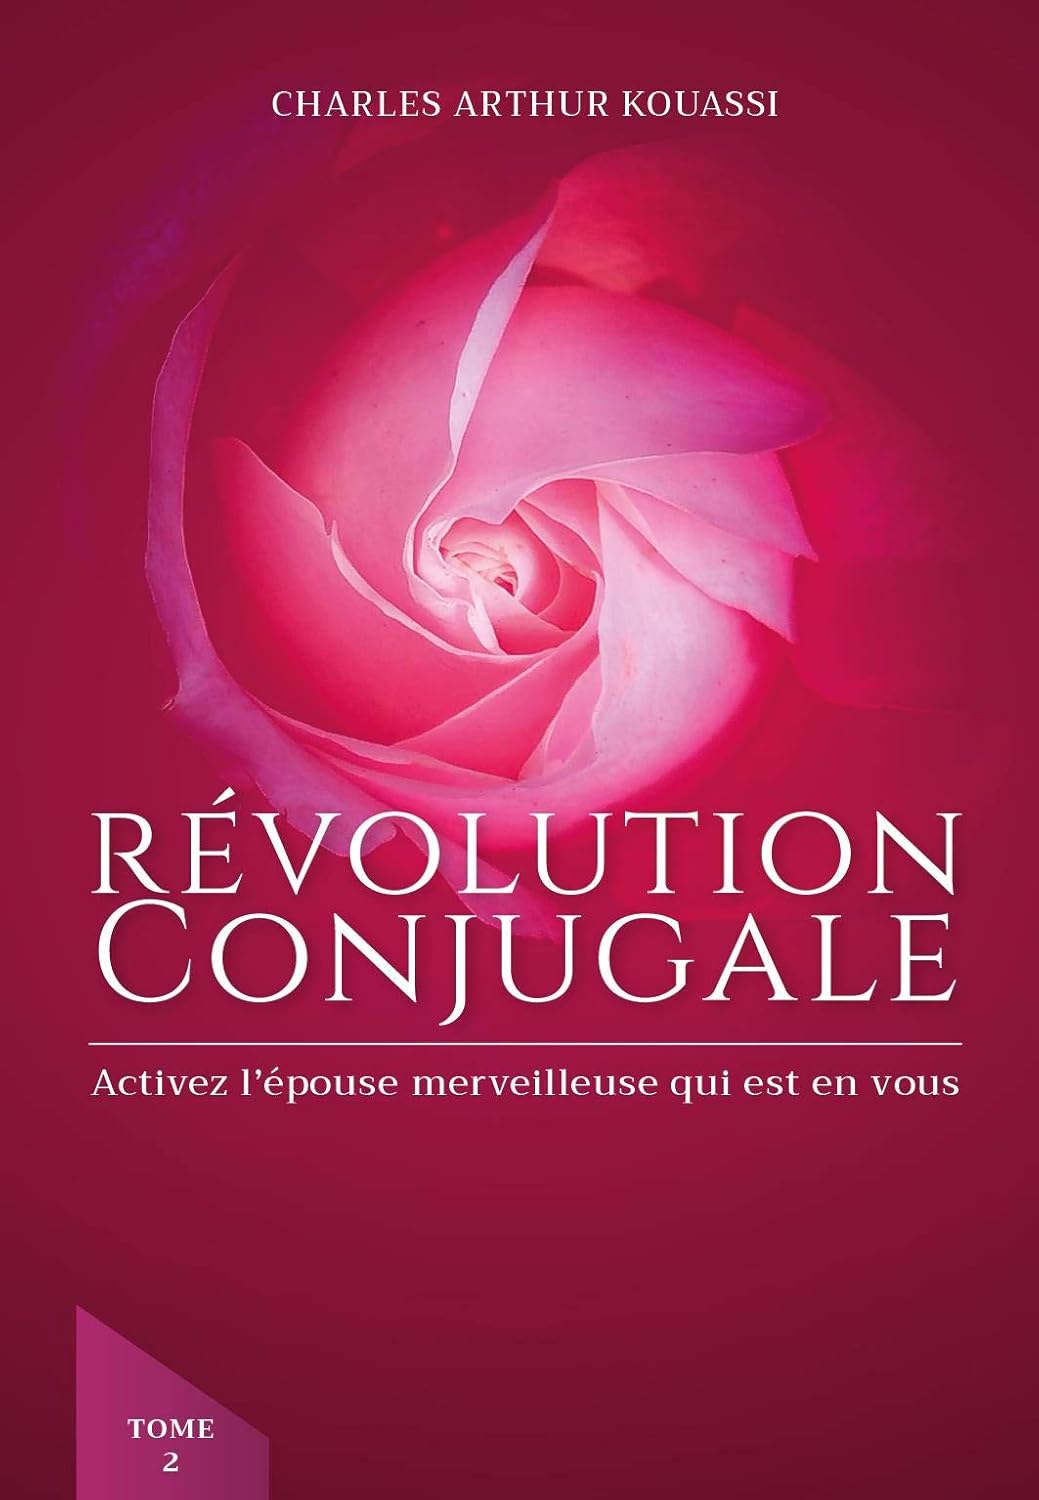 CHARLES ARTHUR KOUASSI
RÉVOLUTION
CONJUGALE
Activez l'épouse merveilleuse qui est en vous
TOME
2